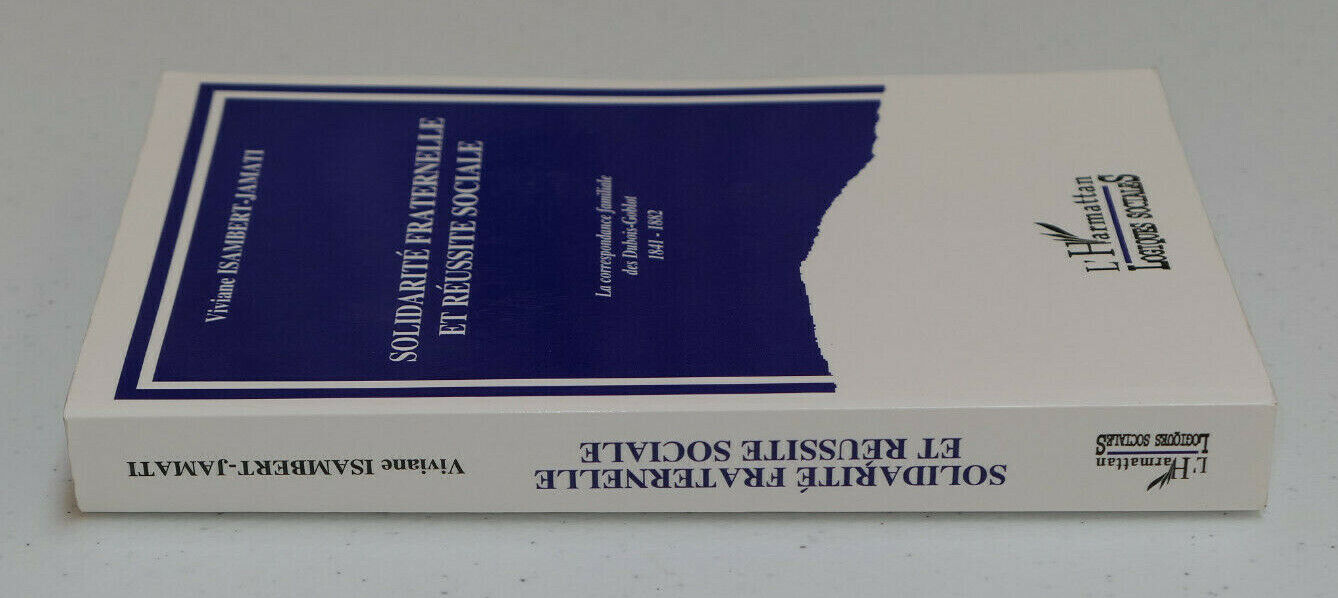 Viviane ISAMBERT-JAMATI
SOLIDARITÉ FRATERNELLE
ET RÉUSSITE SOCIALE
La correspondance familiale
des Dubois-Goblot
1841 - 1882
L'Harmattan
LOGIQUES SOCIALES
Viviane ISAMBERT-JAMATI
SOLIDARITÉ FRATERNELLE
ET RÉUSSITE SOCIALE
L'Harmattan
LOGIQUES SOCIALES